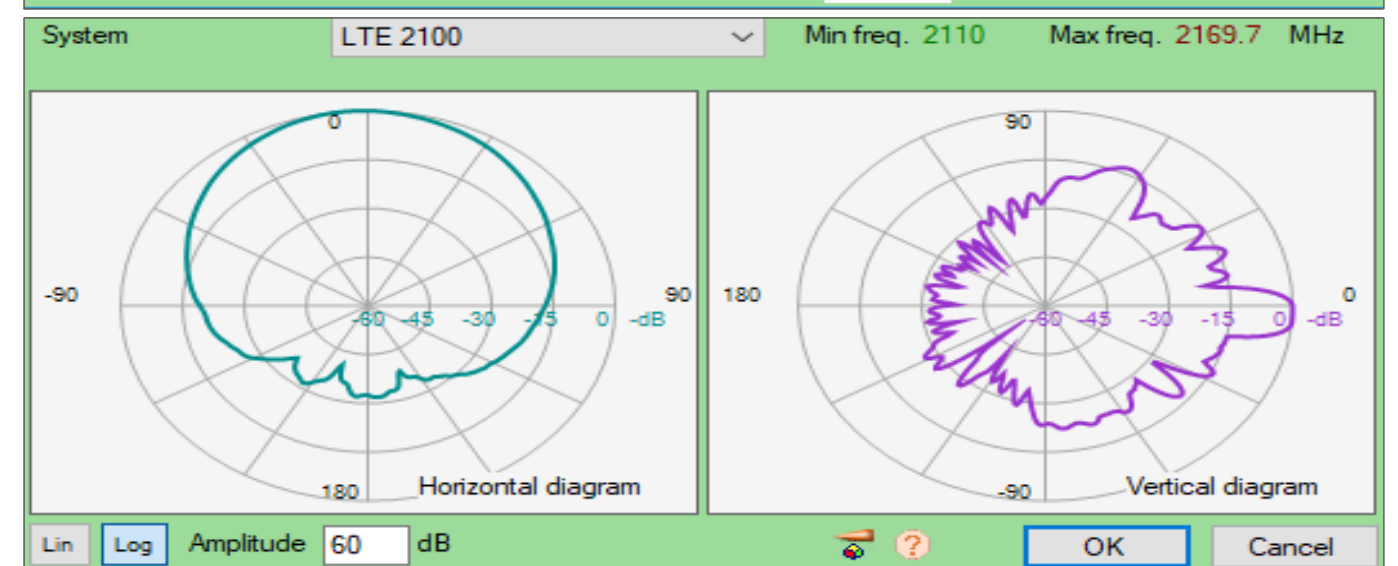 System LTE 2100 Min freq. 2110 Max freq. 2169.7 MHz
0
-90 90
-60 -45 -30 -15 0 -dB
180 Horizontal diagram
90
180 0
-60 -45 -30 -15 0 -dB
-90 Vertical diagram
Lin Log Amplitude 60 dB ? OK Cancel